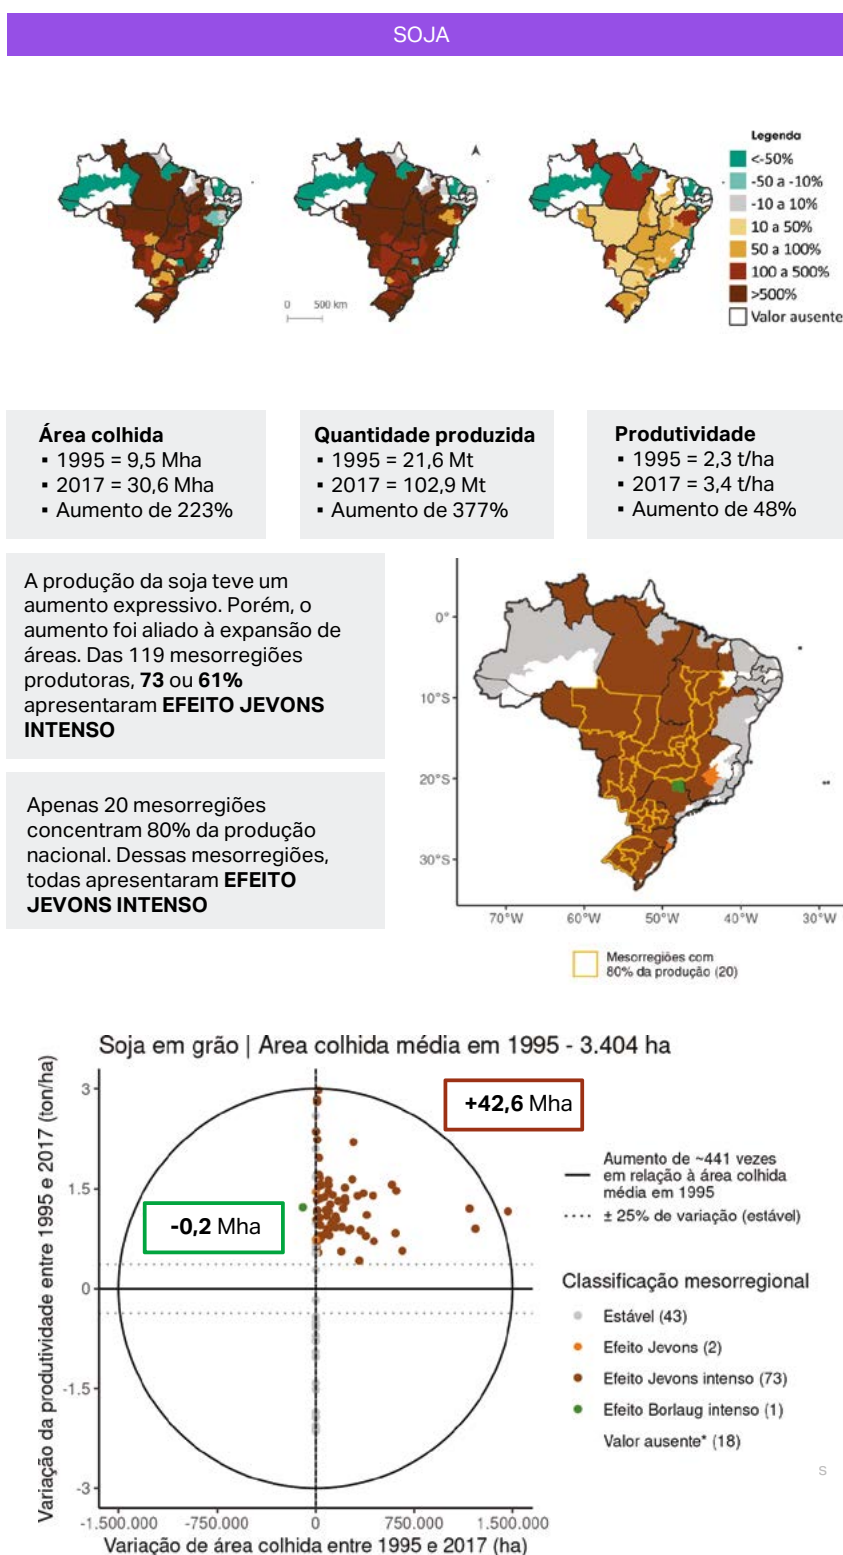 SOJA
Legenda
<-50%
-50 a -10%
-10 a 10%
10 a 50%
50 a 100%
100 a 500%
>500%
Valor ausente
0 500 km
Área colhida
▪ 1995 = 9,5 Mha
▪ 2017 = 30,6 Mha
▪ Aumento de 223%
Quantidade produzida
▪ 1995 = 21,6 Mt
▪ 2017 = 102,9 Mt
▪ Aumento de 377%
Produtividade
▪ 1995 = 2,3 t/ha
▪ 2017 = 3,4 t/ha
▪ Aumento de 48%
A produção da soja teve um
aumento expressivo. Porém, o
aumento foi aliado à expansão de
áreas. Das 119 mesorregiões
produtoras, 73 ou 61%
apresentaram EFEITO JEVONS
INTENSO
Apenas 20 mesorregiões
concentram 80% da produção
nacional. Dessas mesorregiões,
todas apresentaram EFEITO
JEVONS INTENSO
0°
10°S
20°S
30°S
70°W 60°W 50°W 40°W 30°W
Mesorregiões com
80% da produção (20)
Soja em grão | Area colhida média em 1995 - 3.404 ha
Variação da produtividade entre 1995 e 2017 (ton/ha)
3
1.5
0
-1.5
-3
+42,6 Mha
-0,2 Mha
Aumento de ~441 vezes
em relação à área colhida
média em 1995
± 25% de variação (estável)
Classificação mesorregional
Estável (43)
Efeito Jevons (2)
Efeito Jevons intenso (73)
Efeito Borlaug intenso (1)
Valor ausente* (18)
s
-1.500.000 -750.000 0 750.000 1.500.000
Variação de área colhida entre 1995 e 2017 (ha)